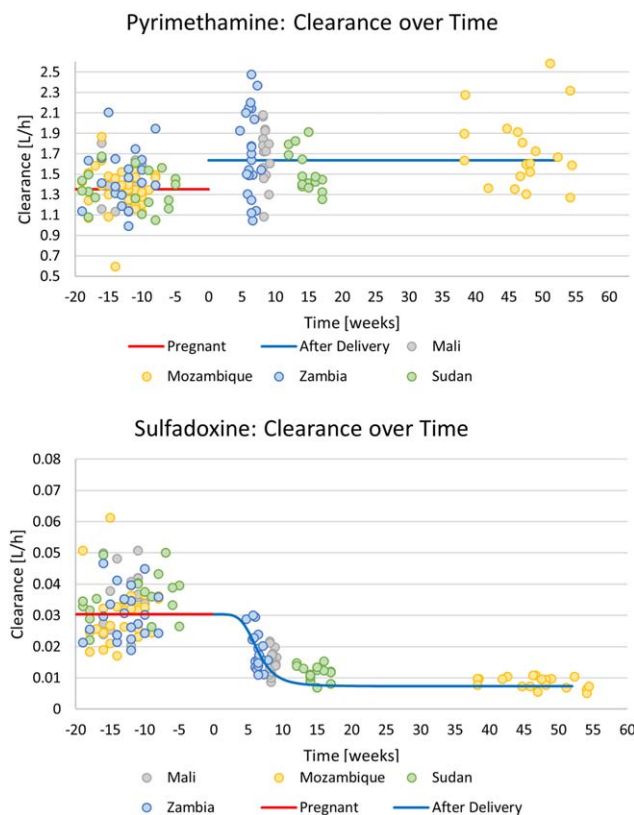 Pyrimethamine: Clearance over Time
Clearance [L/h]
2.5
2.3
2.1
1.9
1.7
1.5
1.3
1.1
0.9
0.7
0.5
-20 -15 -10 -5 0 5 10 15 20 25 30 35 40 45 50 55 60
Time [weeks]
Pregnant After Delivery Mali
Mozambique Zambia Sudan
Sulfadoxine: Clearance over Time
Clearance [L/h]
0.08
0.07
0.06
0.05
0.04
0.03
0.02
0.01
0
-20 -15 -10 -5 0 5 10 15 20 25 30 35 40 45 50 55 60
Time [weeks]
Mali Mozambique Sudan
Zambia Pregnant After Delivery